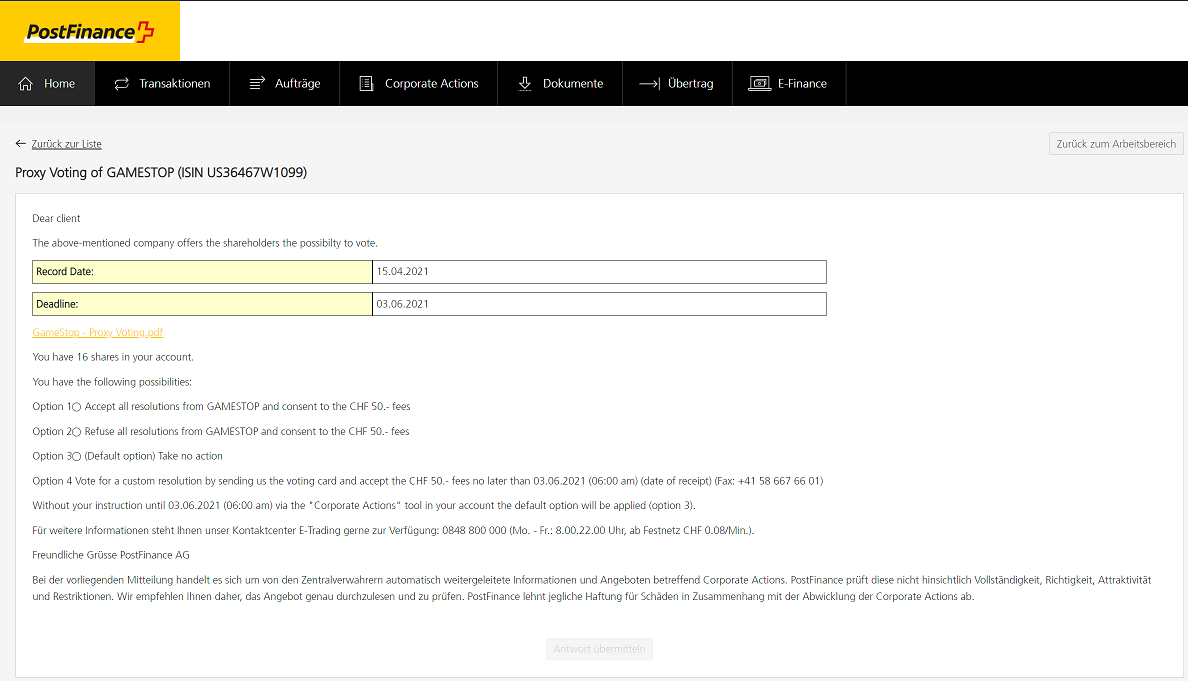 PostFinance
Home Transaktionen Aufträge Corporate Actions Dokumente Übertrag E-Finance
Zurück zur Liste
Zurück zum Arbeitsbereich
Proxy Voting of GAMESTOP (ISIN US36467W1099)
Dear client
The above-mentioned company offers the shareholders the possibilty to vote.
Record Date: 15.04.2021
Deadline: 03.06.2021
GameStop - Proxy Voting.pdf
You have 16 shares in your account.
You have the following possibilities:
Option 1 Accept all resolutions from GAMESTOP and consent to the CHF 50.- fees
Option 2 Refuse all resolutions from GAMESTOP and consent to the CHF 50.- fees
Option 3 (Default option) Take no action
Option 4 Vote for a custom resolution by sending us the voting card and accept the CHF 50.- fees no later than 03.06.2021 (06:00 am) (date of receipt) (Fax: +41 58 667 66 01)
Without your instruction until 03.06.2021 (06:00 am) via the "Corporate Actions" tool in your account the default option will be applied (option 3).
Für weitere Informationen steht Ihnen unser Kontaktcenter E-Trading gerne zur Verfügung: 0848 800 000 (Mo. - Fr.: 8.00.22.00 Uhr, ab Festnetz CHF 0.08/Min.).
Freundliche Grüsse PostFinance AG
Bei der vorliegenden Mitteilung handelt es sich um von den Zentralverwahrern automatisch weitergeleitete Informationen und Angeboten betreffend Corporate Actions. PostFinance prüft diese nicht hinsichtlich Vollständigkeit, Richtigkeit, Attraktivität
und Restriktionen. Wir empfehlen Ihnen daher, das Angebot genau durchzulesen und zu prüfen. PostFinance lehnt jegliche Haftung für Schäden in Zusammenhang mit der Abwicklung der Corporate Actions ab.
Antwort übermitteln